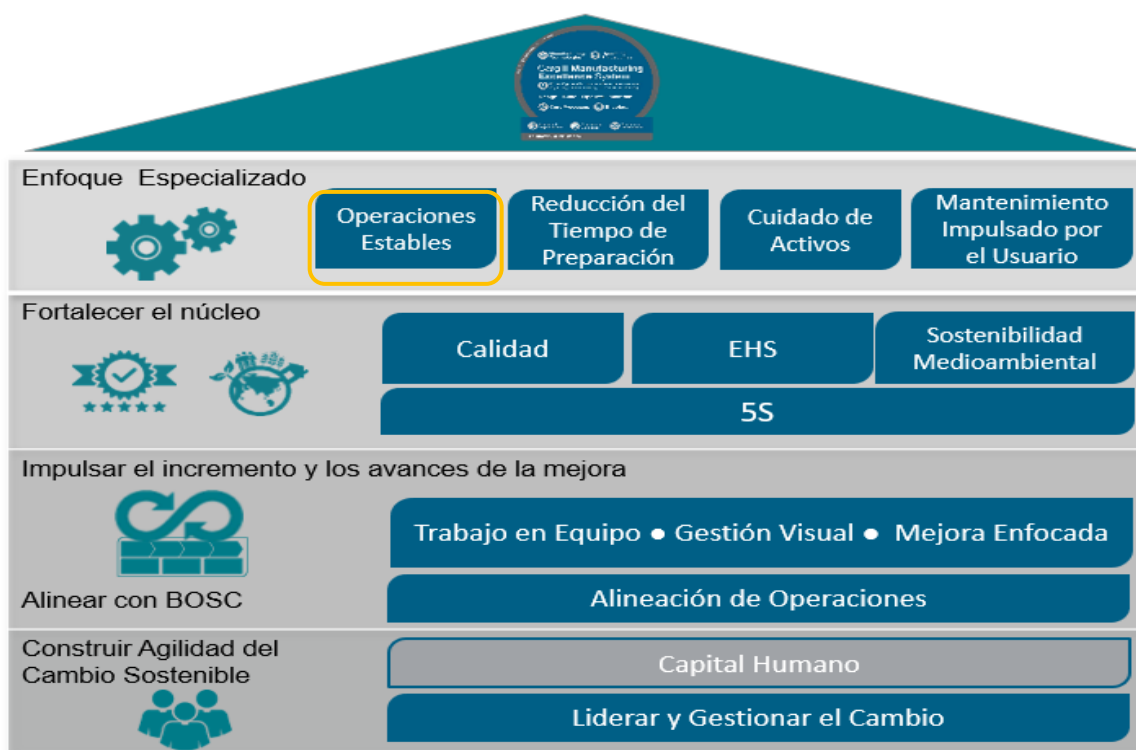 Cargill Manufacturing
Excellence System
Enfoque Especializado
Operaciones
Estables
Reducción del
Tiempo de
Preparación
Cuidado de
Activos
Mantenimiento
Impulsado por
el Usuario
Fortalecer el núcleo
Calidad
EHS
Sostenibilidad
Medioambiental
5S
Impulsar el incremento y los avances de la mejora
Trabajo en Equipo ● Gestión Visual ● Mejora Enfocada
Alinear con BOSC
Alineación de Operaciones
Construir Agilidad del
Cambio Sostenible
Capital Humano
Liderar y Gestionar el Cambio